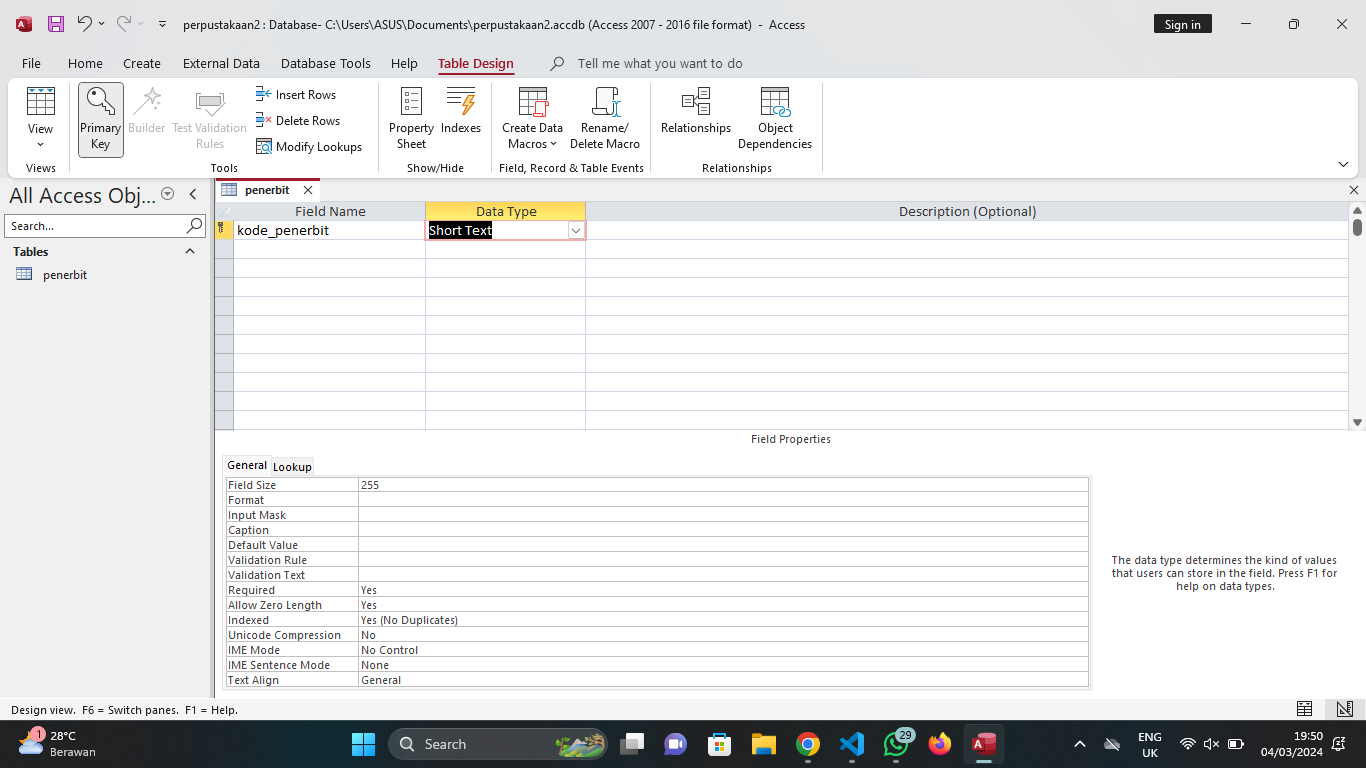 perpustakaan2 : Database- C:\Users\ASUS\Documents\perpustakaan2.accdb (Access 2007 - 2016 file format)  -  Access
Sign in
File Home Create External Data Database Tools Help Table Design Tell me what you want to do
View
Views
Primary Key
Builder
Test Validation Rules
Insert Rows
Delete Rows
Modify Lookups
Tools
Property Sheet
Indexes
Show/Hide
Create Data Macros
Rename/ Delete Macro
Field, Record & Table Events
Relationships
Object Dependencies
Relationships
All Access Obj...
Search...
Tables
penerbit
penerbit
Field Name Data Type Description (Optional)
kode_penerbit Short Text
Field Properties
General Lookup
Field Size 255
Format
Input Mask
Caption
Default Value
Validation Rule
Validation Text
Required Yes
Allow Zero Length Yes
Indexed Yes (No Duplicates)
Unicode Compression No
IME Mode No Control
IME Sentence Mode None
Text Align General
The data type determines the kind of values
that users can store in the field. Press F1 for
help on data types.
Design view.  F6 = Switch panes.  F1 = Help.
1
28°C
Berawan
Search
29
ENG
UK
19:50
04/03/2024